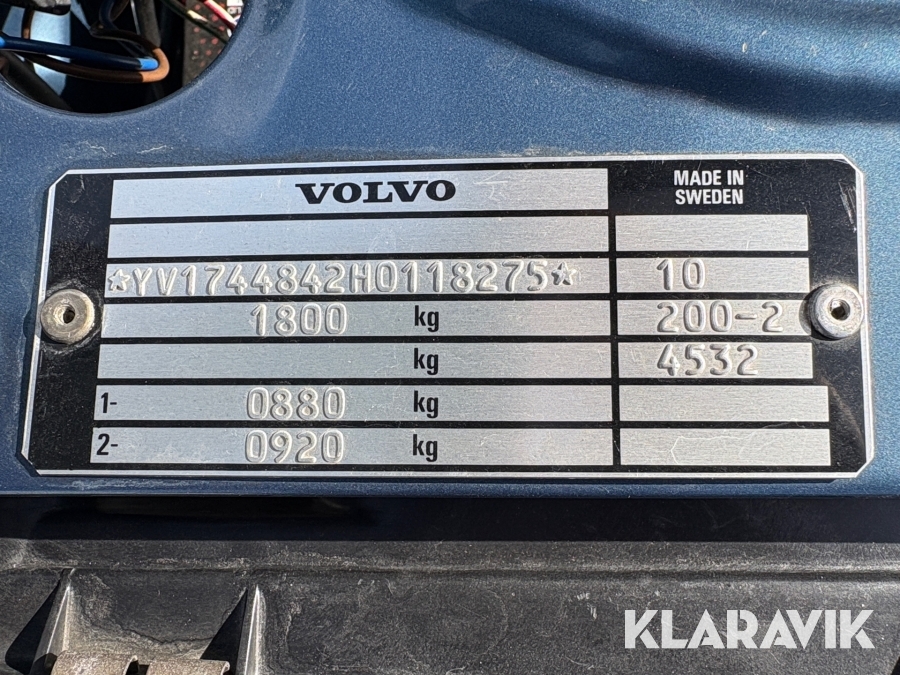 VOLVO
MADE IN
SWEDEN
☆YV1744842H0118275☆ 10
1800 kg 200-2
kg 4532
1- 0880 kg
2- 0920 kg
KLARAVIK